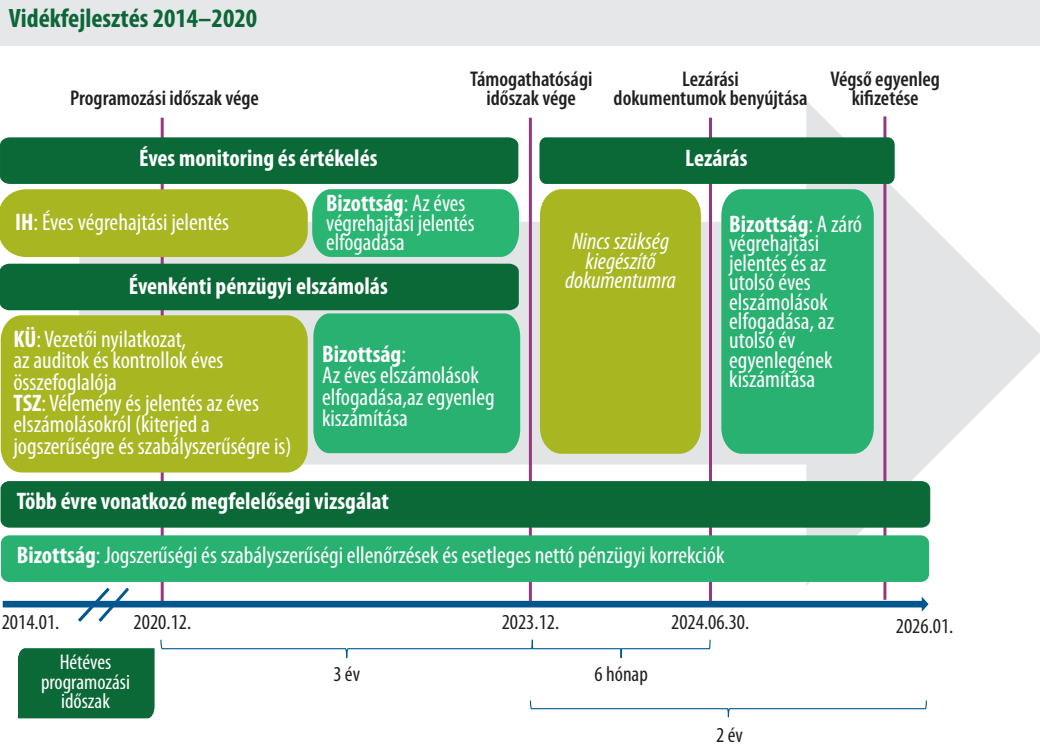 Vidékfejlesztés 2014–2020
Programozási időszak vége
Támogathatósági
időszak vége
Lezárási
dokumentumok benyújtása
Végső egyenleg
kifizetése
Éves monitoring és értékelés
Lezárás
IH: Éves végrehajtási jelentés
Bizottság: Az éves
végrehajtási jelentés
elfogadása
Nincs szükség
kiegészítő
dokumentumra
Bizottság: A záró
végrehajtási
jelentés és az
utolsó éves
elszámolások
elfogadása, az
utolsó év
egyenlegének
kiszámítása
Évenkénti pénzügyi elszámolás
KÜ: Vezetői nyilatkozat,
az auditok és kontrollok éves
összefoglalója
TSZ: Vélemény és jelentés az éves
elszámolásokról (kiterjed a
jogszerűségre és szabályszerűségre is)
Bizottság:
Az éves elszámolások
elfogadása,az egyenleg
kiszámítása
Több évre vonatkozó megfelelőségi vizsgálat
Bizottság: Jogszerűségi és szabályszerűségi ellenőrzések és esetleges nettó pénzügyi korrekciók
2014.01.
2020.12.
2023.12.
2024.06.30.
2026.01.
Hétéves
programozási
időszak
3 év
6 hónap
2 év